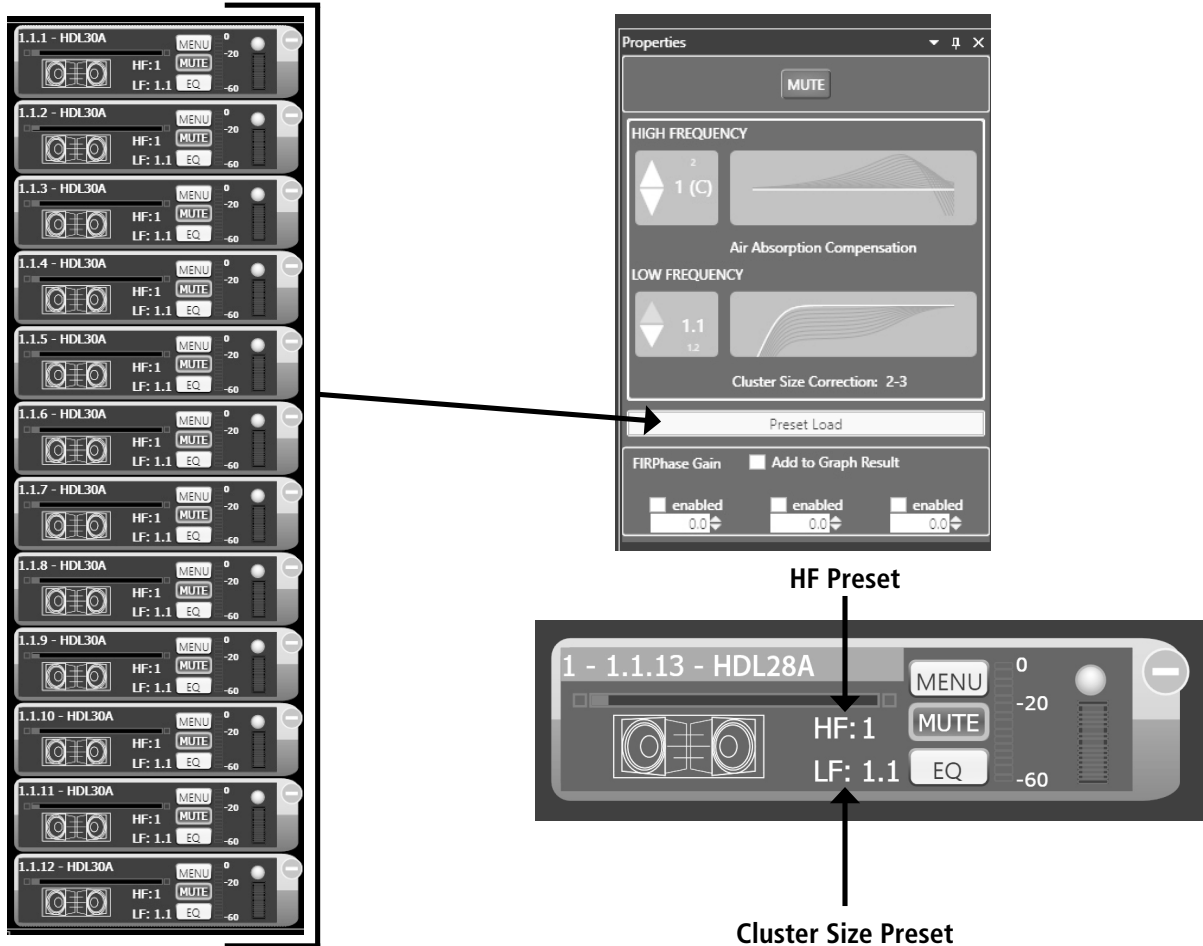 1.1.1 - HDL30A
MENU 0
-20
HF:1 MUTE
LF: 1.1 EQ -60
1.1.2 - HDL30A
MENU 0
-20
HF:1 MUTE
LF: 1.1 EQ -60
1.1.3 - HDL30A
MENU 0
-20
HF:1 MUTE
LF: 1.1 EQ -60
1.1.4 - HDL30A
MENU 0
-20
HF:1 MUTE
LF: 1.1 EQ -60
1.1.5 - HDL30A
MENU 0
-20
HF:1 MUTE
LF: 1.1 EQ -60
1.1.6 - HDL30A
MENU 0
-20
HF:1 MUTE
LF: 1.1 EQ -60
1.1.7 - HDL30A
MENU 0
-20
HF:1 MUTE
LF: 1.1 EQ -60
1.1.8 - HDL30A
MENU 0
-20
HF:1 MUTE
LF: 1.1 EQ -60
1.1.9 - HDL30A
MENU 0
-20
HF:1 MUTE
LF: 1.1 EQ -60
1.1.10 - HDL30A
MENU 0
-20
HF:1 MUTE
LF: 1.1 EQ -60
1.1.11 - HDL30A
MENU 0
-20
HF:1 MUTE
LF: 1.1 EQ -60
1.1.12 - HDL30A
MENU 0
-20
HF:1 MUTE
LF: 1.1 EQ -60
Properties
MUTE
HIGH FREQUENCY
2
1 (C)
Air Absorption Compensation
LOW FREQUENCY
1.1
1.2
Cluster Size Correction: 2-3
Preset Load
FIRPhase Gain Add to Graph Result
enabled enabled enabled
0.0 0.0 0.0
HF Preset
1 - 1.1.13 - HDL28A
MENU 0
-20
HF: 1 MUTE
LF: 1.1 EQ -60
Cluster Size Preset